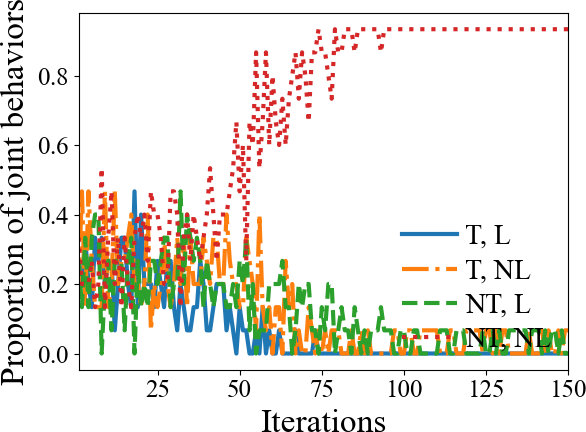 Proportion of joint behaviors
0.8
0.6
0.4
0.2
0.0
T, L
T, NL
NT, L
NT, NL
25
50
75
100
125
150
Iterations